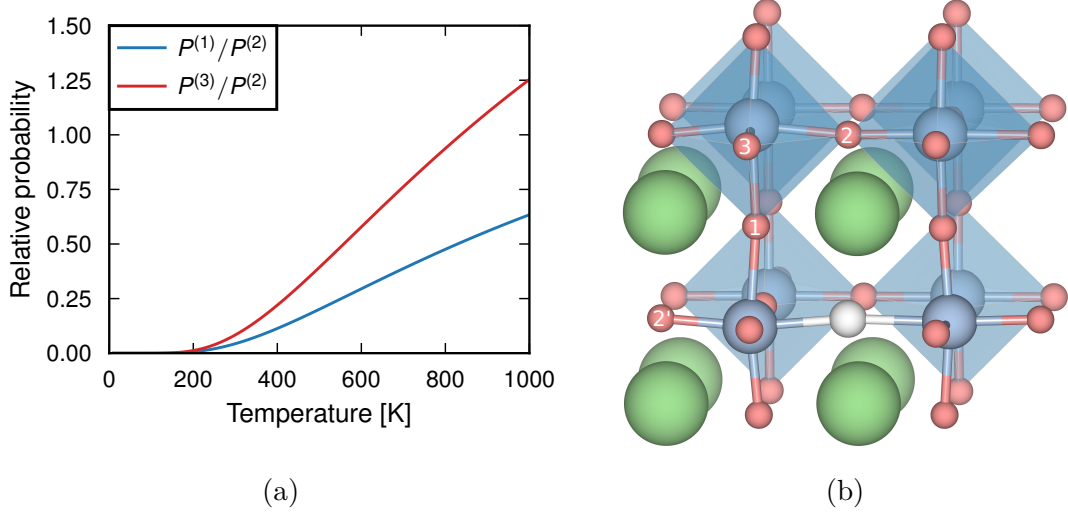 1.50
1.25
1.00
0.75
0.50
0.25
0.00
Relative probability
P⁽¹⁾/P⁽²⁾
P⁽³⁾/P⁽²⁾
0 200 400 600 800 1000
Temperature [K]
(a)
2
3
1
2'
(b)